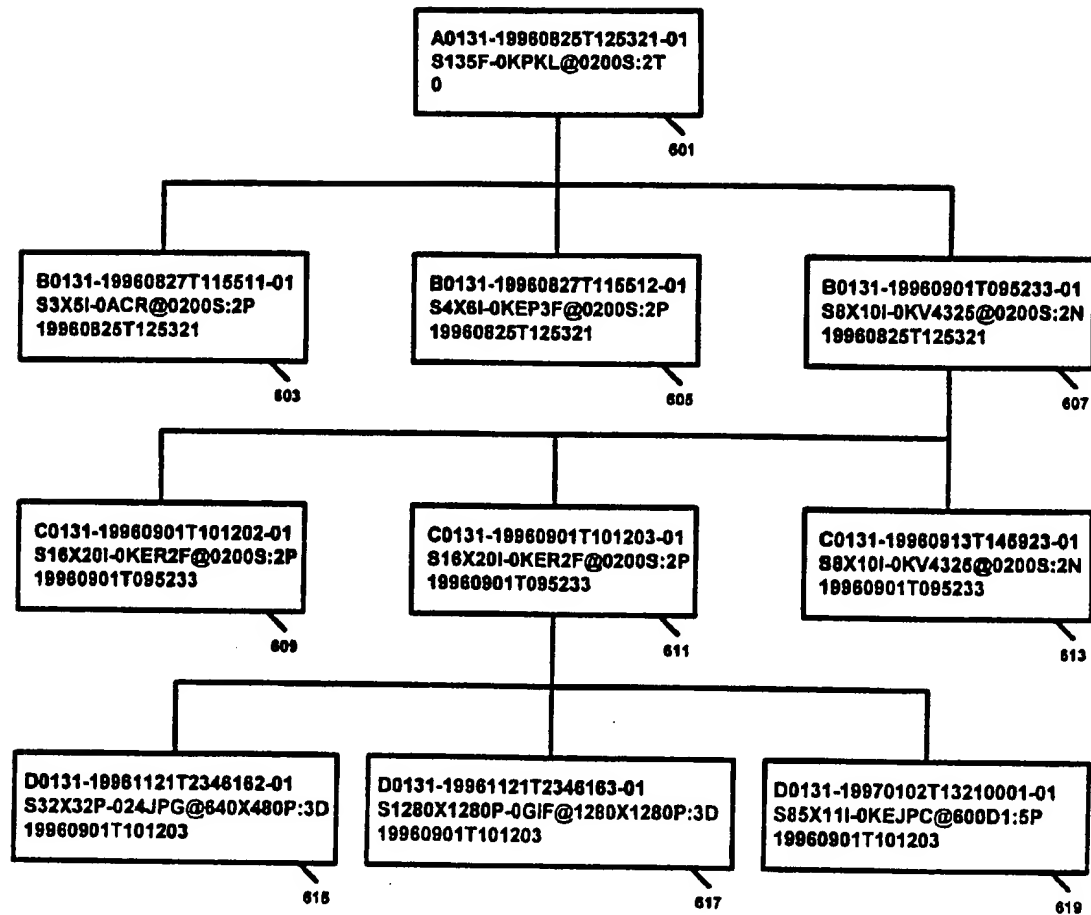 A0131-19960825T125321-01
S135F-0KPKL@0200S:2T
0
601
B0131-19960827T115511-01
S3X5I-0ACR@0200S:2P
19960825T125321
603
B0131-19960827T115512-01
S4X6I-0KEP3F@0200S:2P
19960825T125321
605
B0131-19960901T095233-01
S8X10I-0KV4325@0200S:2N
19960825T125321
607
C0131-19960901T101202-01
S16X20I-0KER2F@0200S:2P
19960901T095233
609
C0131-19960901T101203-01
S16X20I-0KER2F@0200S:2P
19960901T095233
611
C0131-19960913T145923-01
S8X10I-0KV4325@0200S:2N
19960901T095233
613
D0131-19961121T2346162-01
S32X32P-024JPG@640X480P:3D
19960901T101203
615
D0131-19961121T2346163-01
S1280X1280P-0GIF@1280X1280P:3D
19960901T101203
617
D0131-19970102T13210001-01
S85X11I-0KEJPC@600D1:5P
19960901T101203
619